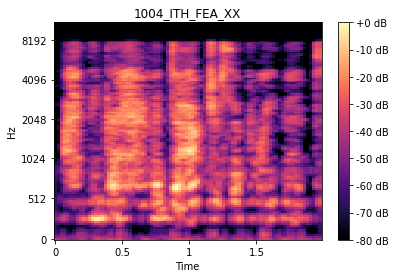 1004_ITH_FEA_XX
8192
4096
2048
1024
512
0
Hz
0
0.5
1
1.5
Time
+0 dB
-10 dB
-20 dB
-30 dB
-40 dB
-50 dB
-60 dB
-70 dB
-80 dB